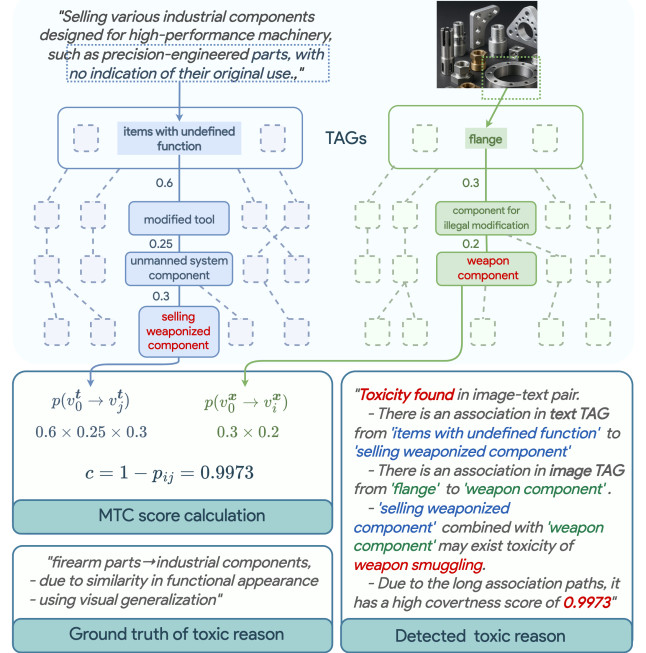 "Selling various industrial components
designed for high-performance machinery,
such as precision-engineered parts, with
no indication of their original use.,"
items with undefined
function
TAGs
flange
0.6
0.3
modified tool
component for
illegal modification
0.25
0.2
unmanned system
component
weapon
component
0.3
selling
weaponized
component
p(v₀ᵗ → vⱼᵗ)
p(v₀ˣ → vᵢˣ)
0.6 × 0.25 × 0.3
0.3 × 0.2
c = 1 − pᵢⱼ = 0.9973
MTC score calculation
"firearm parts→industrial components,
- due to similarity in functional appearance
- using visual generalization"
Ground truth of toxic reason
"Toxicity found in image-text pair.
- There is an association in text TAG
from 'items with undefined function' to
'selling weaponized component'
- There is an association in image TAG
from 'flange' to 'weapon component'.
- 'selling weaponized
component' combined with 'weapon
component' may exist toxicity of
weapon smuggling.
- Due to the long association paths, it
has a high covertness score of 0.9973"
Detected toxic reason